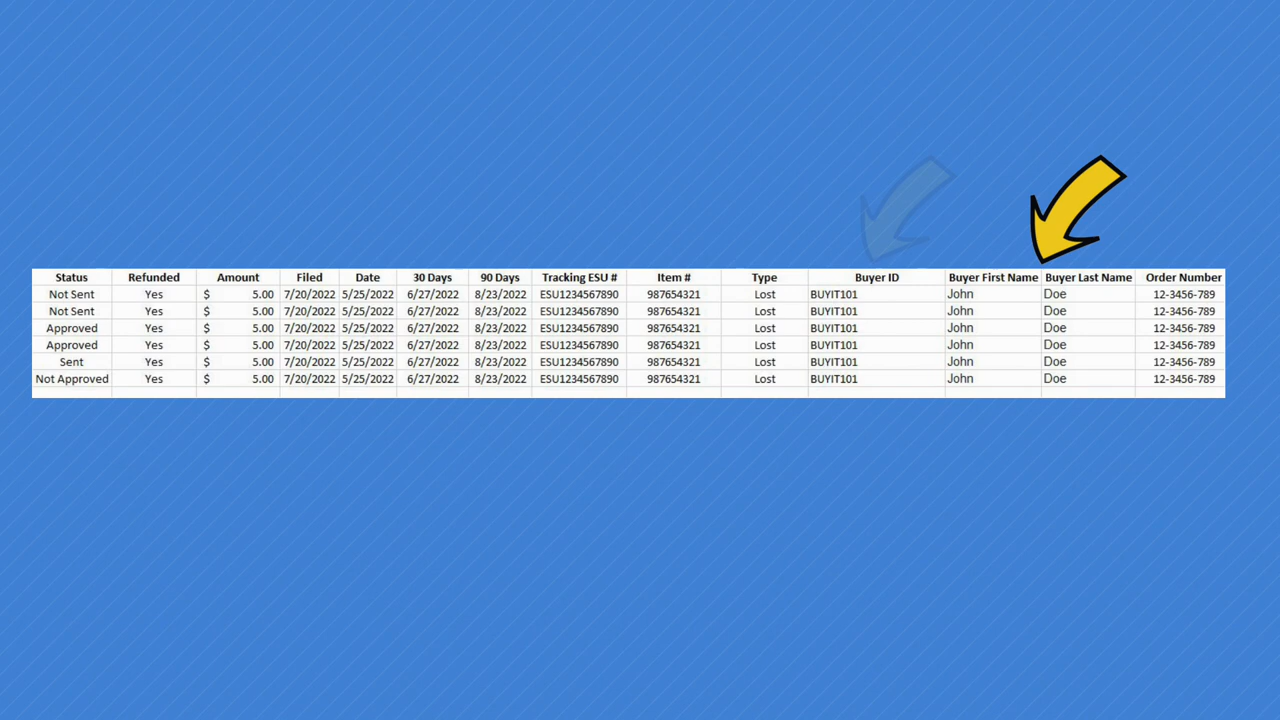 Status Refunded Amount Filed Date 30 Days 90 Days Tracking ESU # Item # Type Buyer ID Buyer First Name Buyer Last Name Order Number
Not Sent Yes $ 5.00 7/20/2022 5/25/2022 6/27/2022 8/23/2022 ESU1234567890 987654321 Lost BUYIT101 John Doe 12-3456-789
Not Sent Yes $ 5.00 7/20/2022 5/25/2022 6/27/2022 8/23/2022 ESU1234567890 987654321 Lost BUYIT101 John Doe 12-3456-789
Approved Yes $ 5.00 7/20/2022 5/25/2022 6/27/2022 8/23/2022 ESU1234567890 987654321 Lost BUYIT101 John Doe 12-3456-789
Approved Yes $ 5.00 7/20/2022 5/25/2022 6/27/2022 8/23/2022 ESU1234567890 987654321 Lost BUYIT101 John Doe 12-3456-789
Sent Yes $ 5.00 7/20/2022 5/25/2022 6/27/2022 8/23/2022 ESU1234567890 987654321 Lost BUYIT101 John Doe 12-3456-789
Not Approved Yes $ 5.00 7/20/2022 5/25/2022 6/27/2022 8/23/2022 ESU1234567890 987654321 Lost BUYIT101 John Doe 12-3456-789